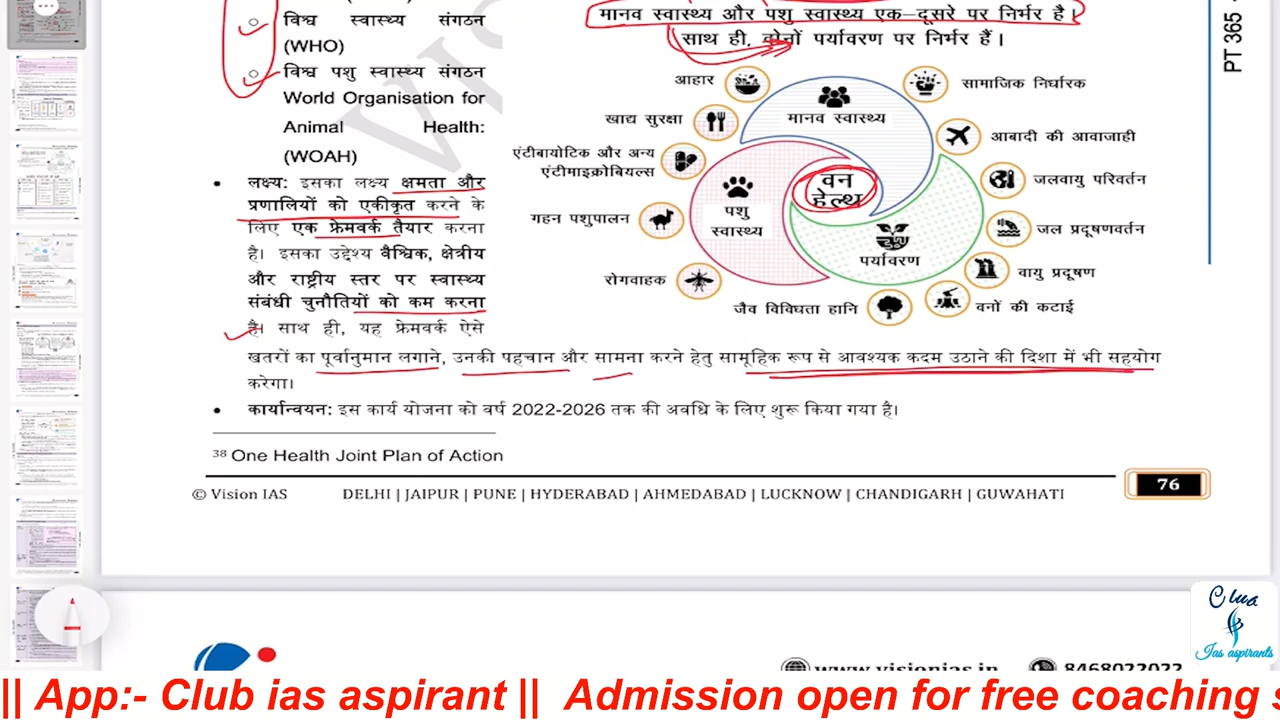 विश्व स्वास्थ्य संगठन
(WHO)
विश्व पशु स्वास्थ्य
World Organisation for
Animal Health:
(WOAH)
लक्ष्य: इसका लक्ष्य क्षमता और
प्रणालियों को एकीकृत करने के
लिए एक फ्रेमवर्क तैयार करना
है। इसका उद्देश्य वैश्विक, क्षेत्रीय
और स्तर पर
संबंधी चुनौतियों को कम
है। साथ ही, यह फ्रेमवर्क ऐसे
खतरों का पूर्वानुमान लगाने, पहचान और सामना करने हेतु सामूहिक रूप से आवश्यक कदम उठाने की दिशा में भी सहयोग
करेगा।
कार्यान्वयन: इस कार्य योजना 2022-2026 तक की अवधि के लिए शुरू किया गया है।
38 One Health Joint Plan of Action
© Vision IAS
DELHI | JAIPUR | PUNE | HYDERABAD | AHMEDABAD | LUCKNOW | CHANDIGARH | GUWAHATI
76
मानव स्वास्थ्य और पशु स्वास्थ्य एक-दूसरे पर निर्भर है।
साथ ही, दोनों पर्यावरण पर निर्भर हैं।
आहार
खाद्य सुरक्षा
एंटीबायोटिक और अन्य
एंटीमाइक्रोबियल्स
गहन पशुपालन
रोगवाहक
जैव विविधता हानि
मानव स्वास्थ्य
पशु
स्वास्थ्य
वन
हेल्थ
पर्यावरण
सामाजिक निर्धारक
आबादी की आवाजाही
जलवायु परिवर्तन
जल प्रदूषणवर्तन
वायु प्रदूषण
वनों की कटाई
PT 365
www.visionias.in
8468022022
Club
Ias aspirants
|| App:- Club ias aspirant || Admission open for free coaching